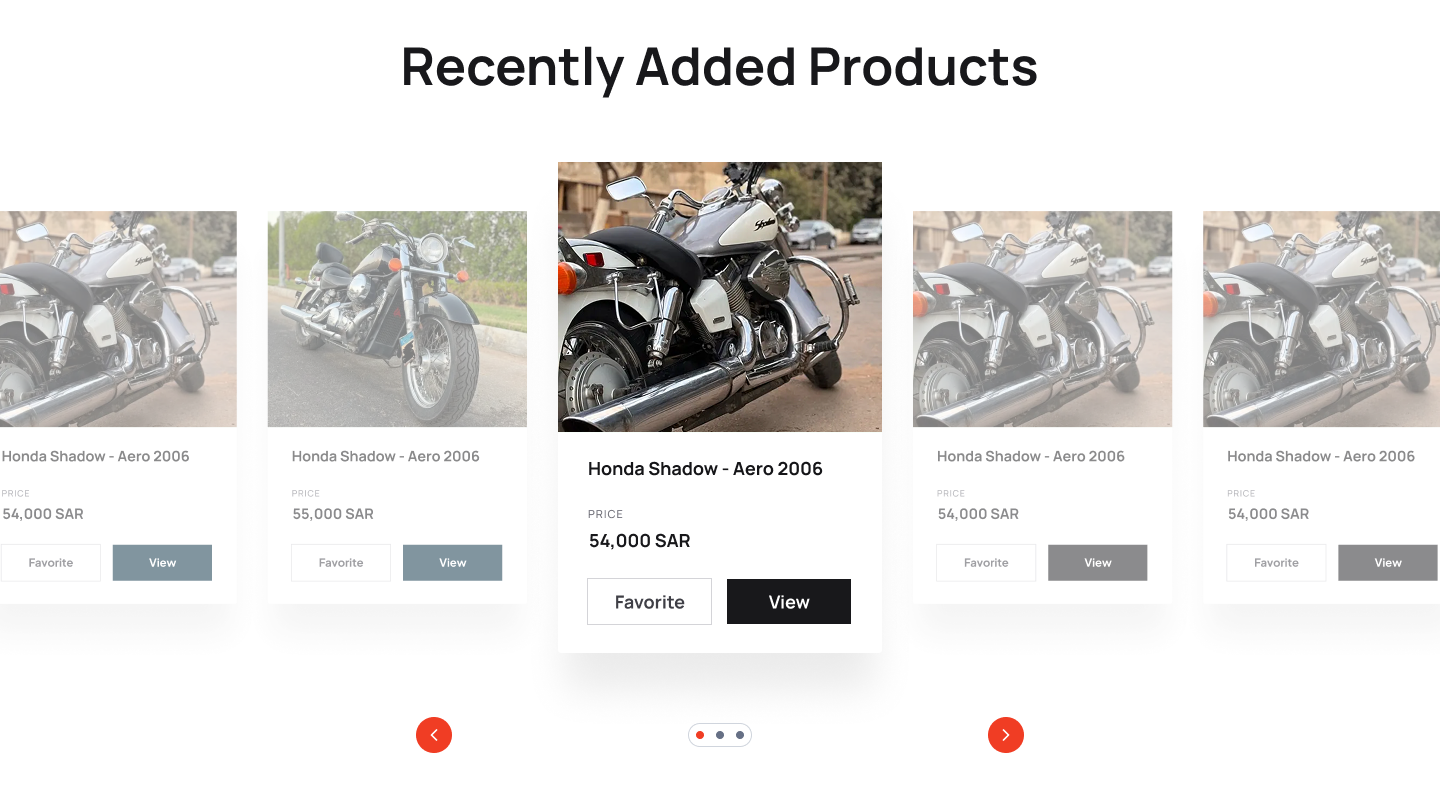 Recently Added Products
Honda Shadow - Aero 2006
PRICE
54,000 SAR
Favorite View
Honda Shadow - Aero 2006
PRICE
55,000 SAR
Favorite View
Shadow
Honda Shadow - Aero 2006
PRICE
54,000 SAR
Favorite View
Honda Shadow - Aero 2006
PRICE
54,000 SAR
Favorite View
Honda Shadow - Aero 2006
PRICE
54,000 SAR
Favorite View